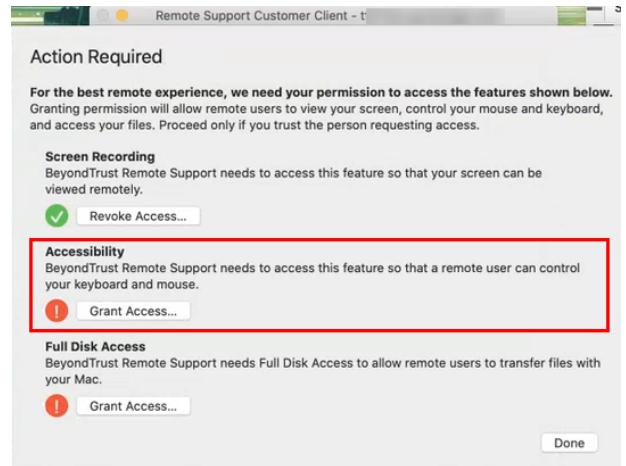 Remote Support Customer Client -
Action Required
For the best remote experience, we need your permission to access the features shown below.
Granting permission will allow remote users to view your screen, control your mouse and keyboard,
and access your files. Proceed only if you trust the person requesting access.
Screen Recording
BeyondTrust Remote Support needs to access this feature so that your screen can be
viewed remotely.
Revoke Access...
Accessibility
BeyondTrust Remote Support needs to access this feature so that a remote user can control
your keyboard and mouse.
Grant Access...
Full Disk Access
BeyondTrust Remote Support needs Full Disk Access to allow remote users to transfer files with
your Mac.
Grant Access...
Done